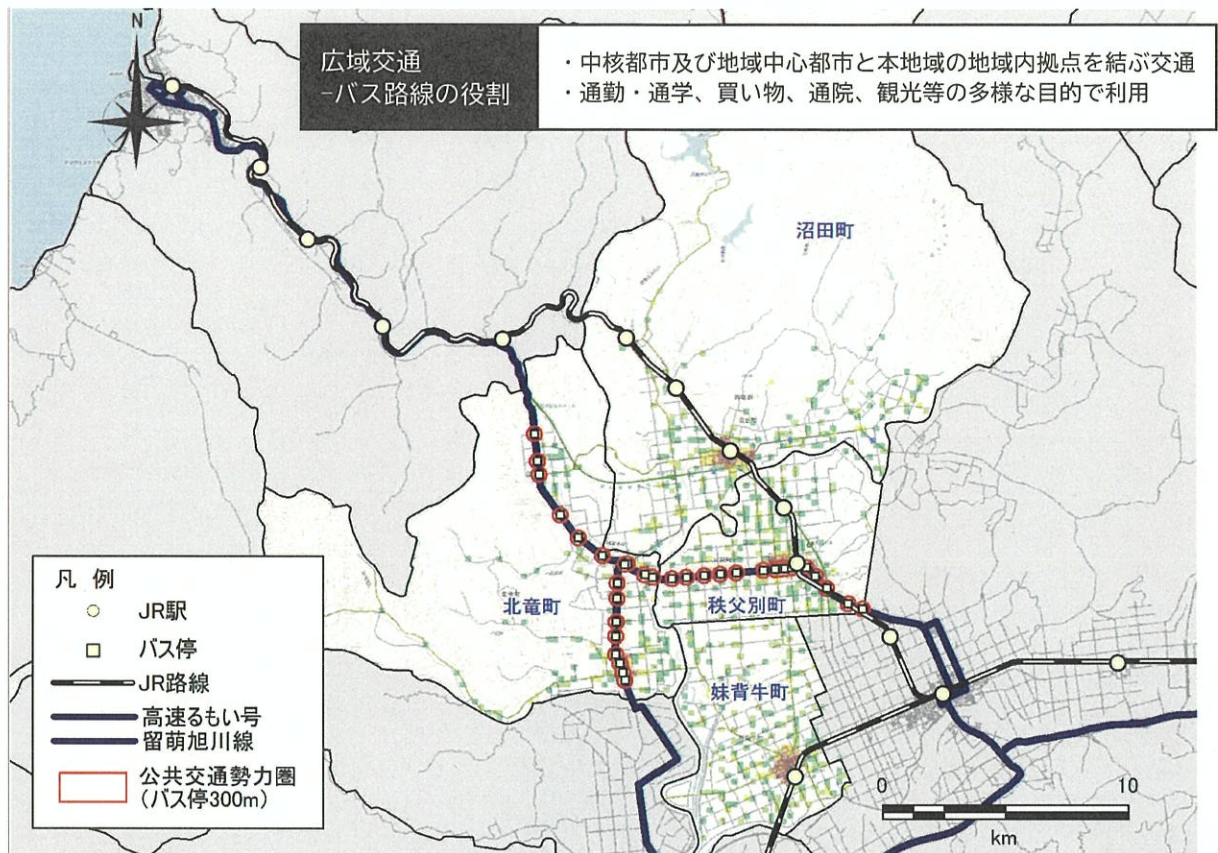 N
広域交通
-バス路線の役割
・中核都市及び地域中心都市と本地域の地域内拠点を結ぶ交通
・通勤・通学、買い物、通院、観光等の多様な目的で利用
沼田町
北竜町
秩父別町
妹背牛町
凡 例
JR駅
バス停
JR路線
高速るもい号
留萌旭川線
公共交通勢力圏
(バス停300m)
0 10
km